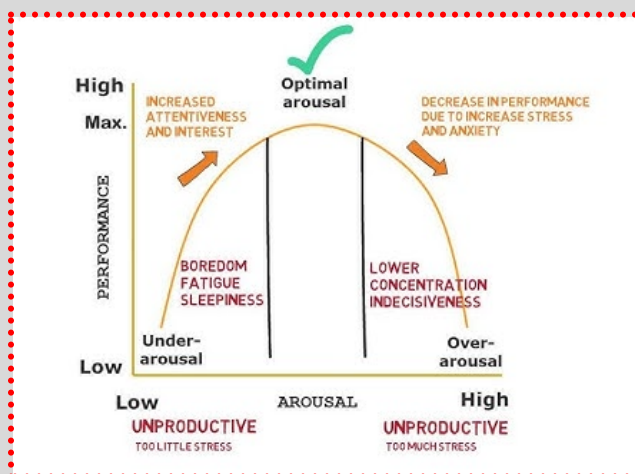 High
Optimal
arousal
Max.
INCREASED
ATTENTIVENESS
AND INTEREST
DECREASE IN PERFORMANCE
DUE TO INCREASE STRESS
AND ANXIETY
PERFORMANCE
BOREDOM
FATIGUE
SLEEPINESS
LOWER
CONCENTRATION
INDECISIVENESS
Under-
arousal
Over-
arousal
Low
Low
AROUSAL
High
UNPRODUCTIVE
TOO LITTLE STRESS
UNPRODUCTIVE
TOO MUCH STRESS